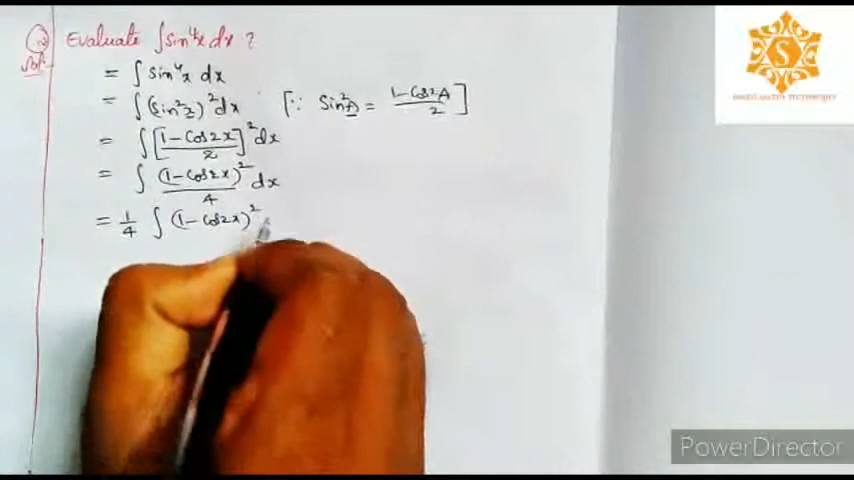 Evaluate ∫sin⁴x dx ?
Sol:
= ∫ sin⁴x dx
= ∫ (sin²x)² dx [∵ Sin²A = (1-Cos2A)/2]
= ∫ [(1-Cos2x)/2]² dx
= ∫ (1-Cos2x)²/4 dx
= 1/4 ∫ (1-Cos2x)²
S
PowerDirector